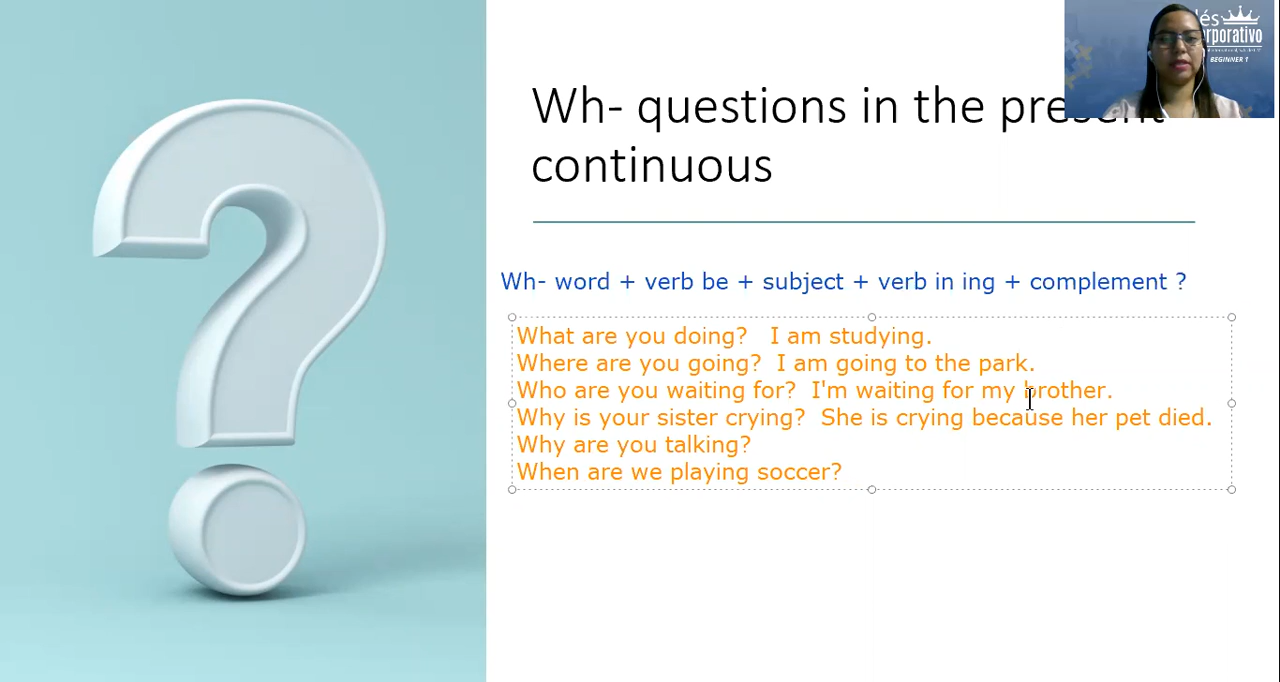 és
rporativo
BEGINNER 1
Wh- questions in the present
continuous
Wh- word + verb be + subject + verb in ing + complement ?
What are you doing?   I am studying.
Where are you going?  I am going to the park.
Who are you waiting for?  I'm waiting for my brother.
Why is your sister crying?  She is crying because her pet died.
Why are you talking?
When are we playing soccer?